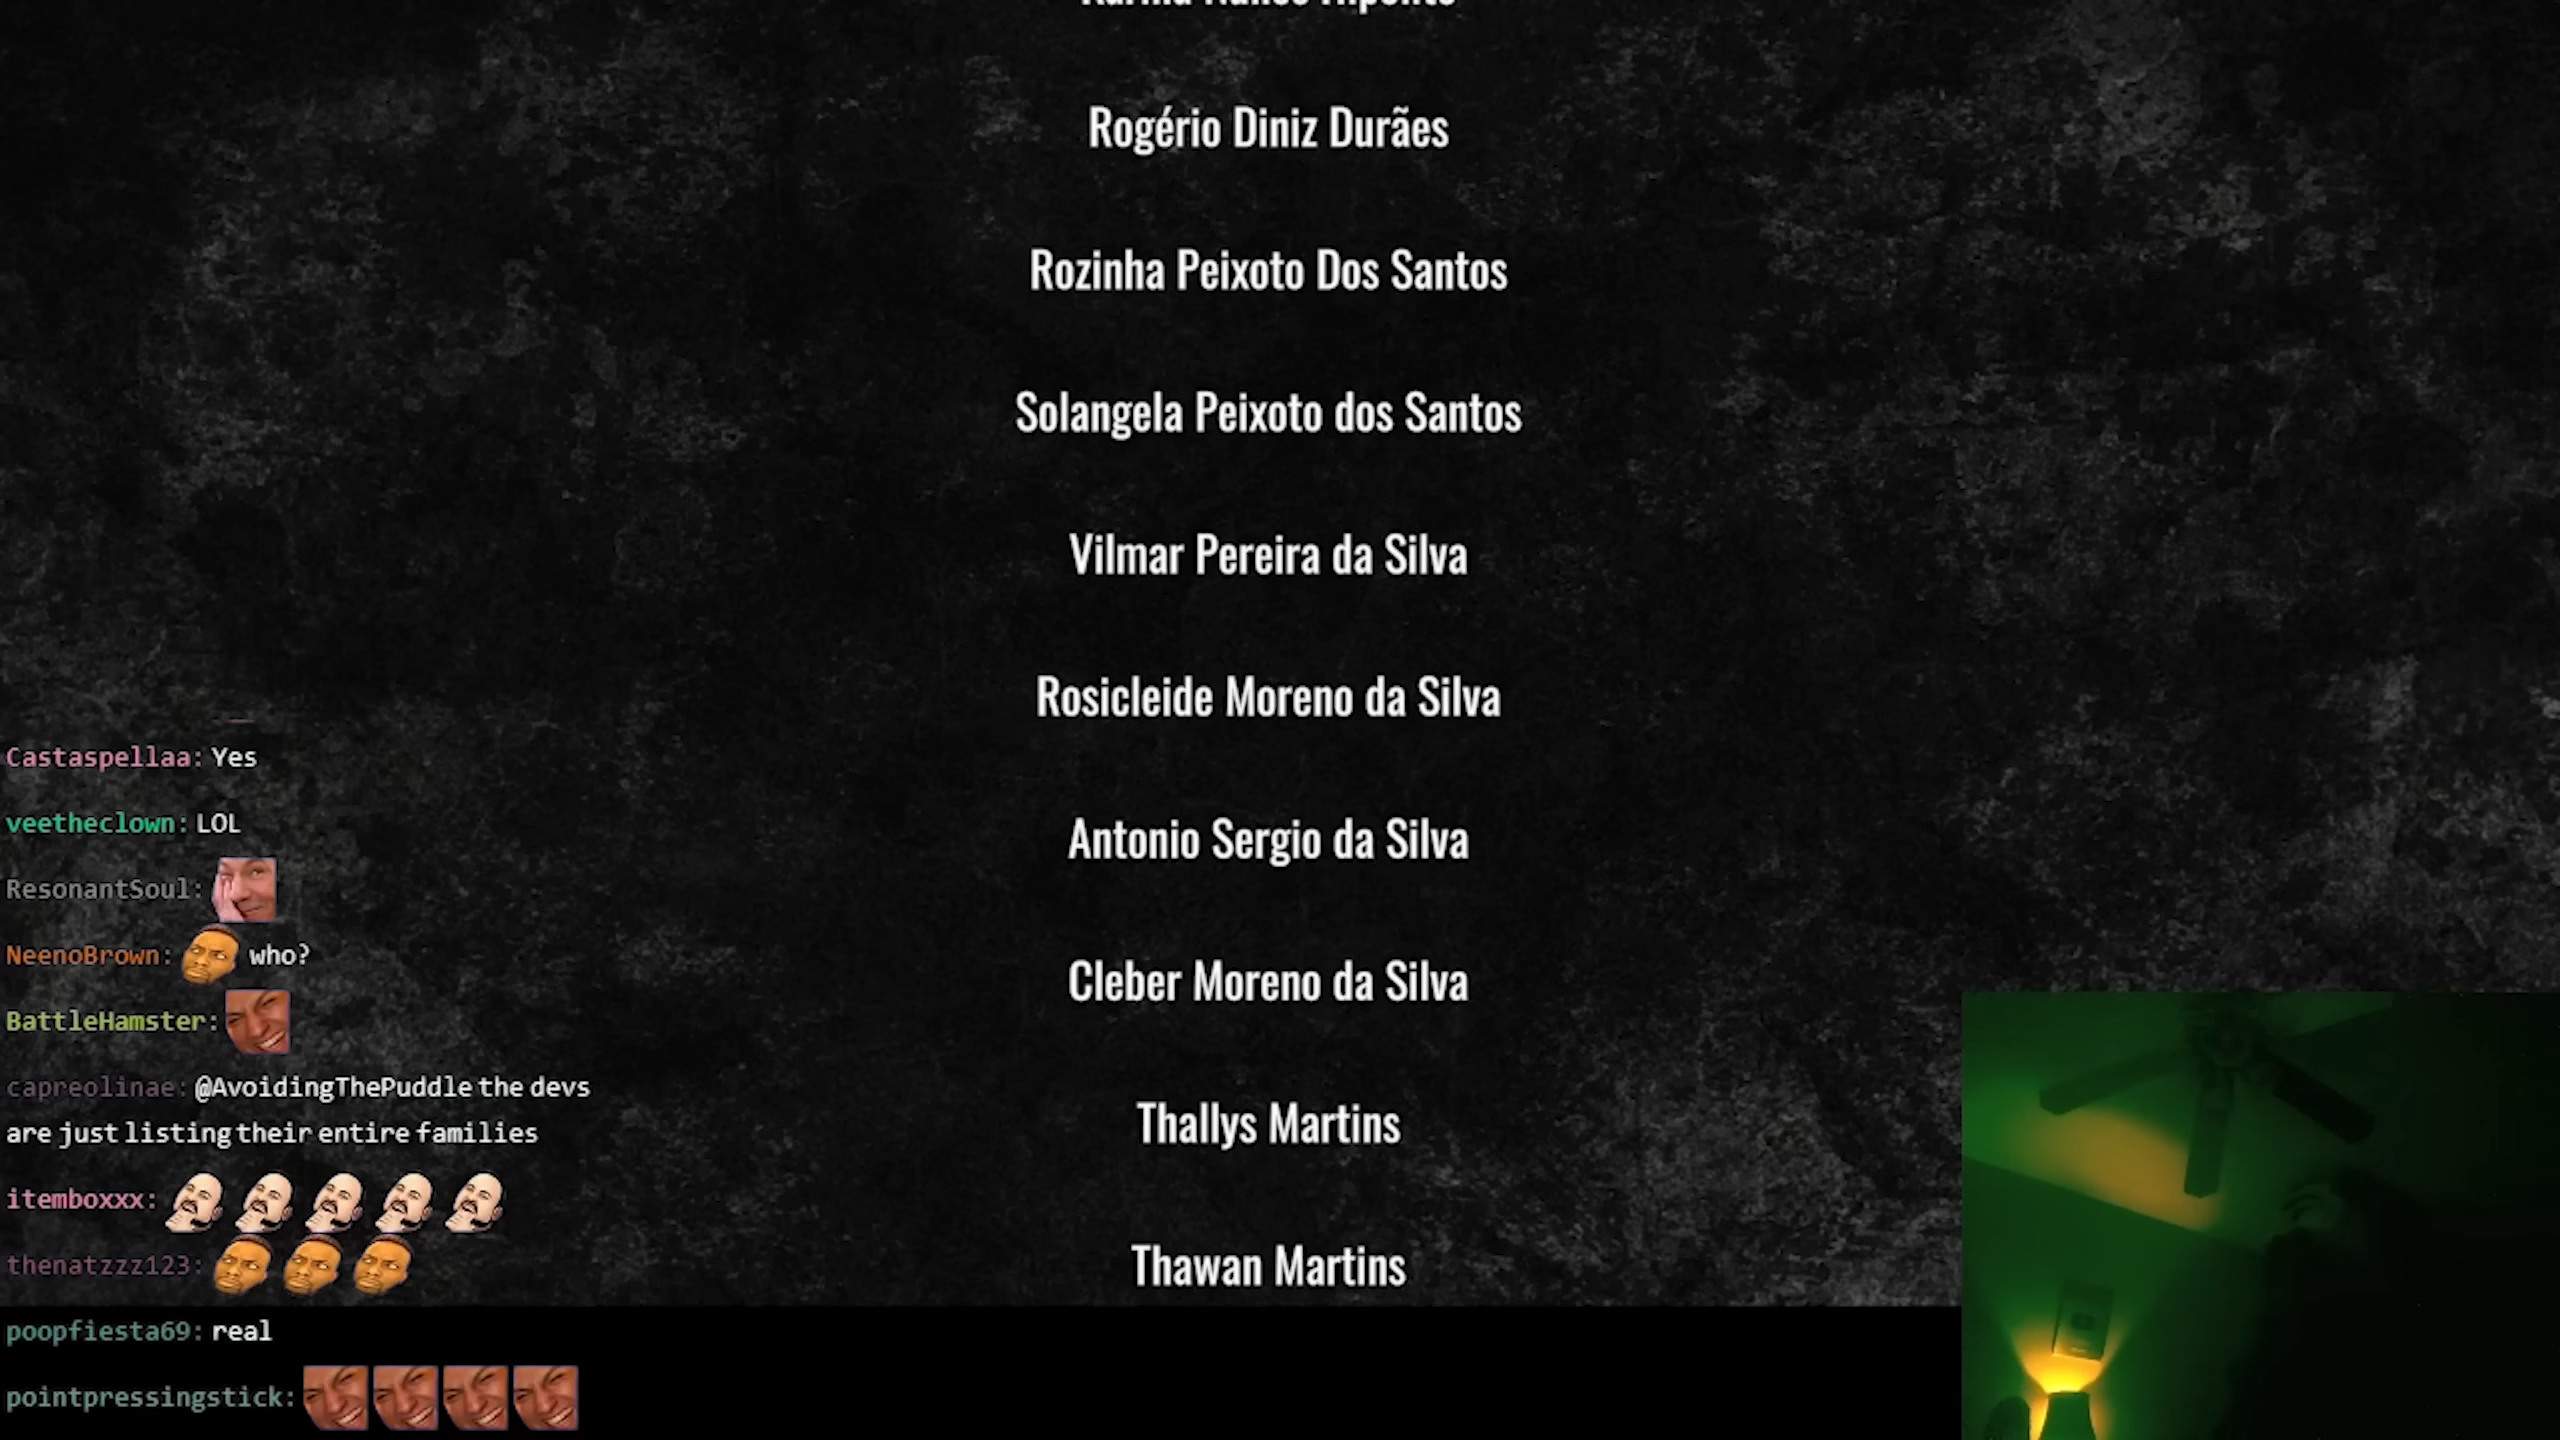 Rogério Diniz Durães
Rozinha Peixoto Dos Santos
Solangela Peixoto dos Santos
Vilmar Pereira da Silva
Rosicleide Moreno da Silva
Antonio Sergio da Silva
Cleber Moreno da Silva
Thallys Martins
Thawan Martins
Castaspellaa: Yes
veetheclown: LOL
ResonantSoul:
NeenoBrown: who?
BattleHamster:
capreolinae: @AvoidingThePuddle the devs
are just listing their entire families
itemboxxx:
thenatzzz123:
poopfiesta69: real
pointpressingstick: